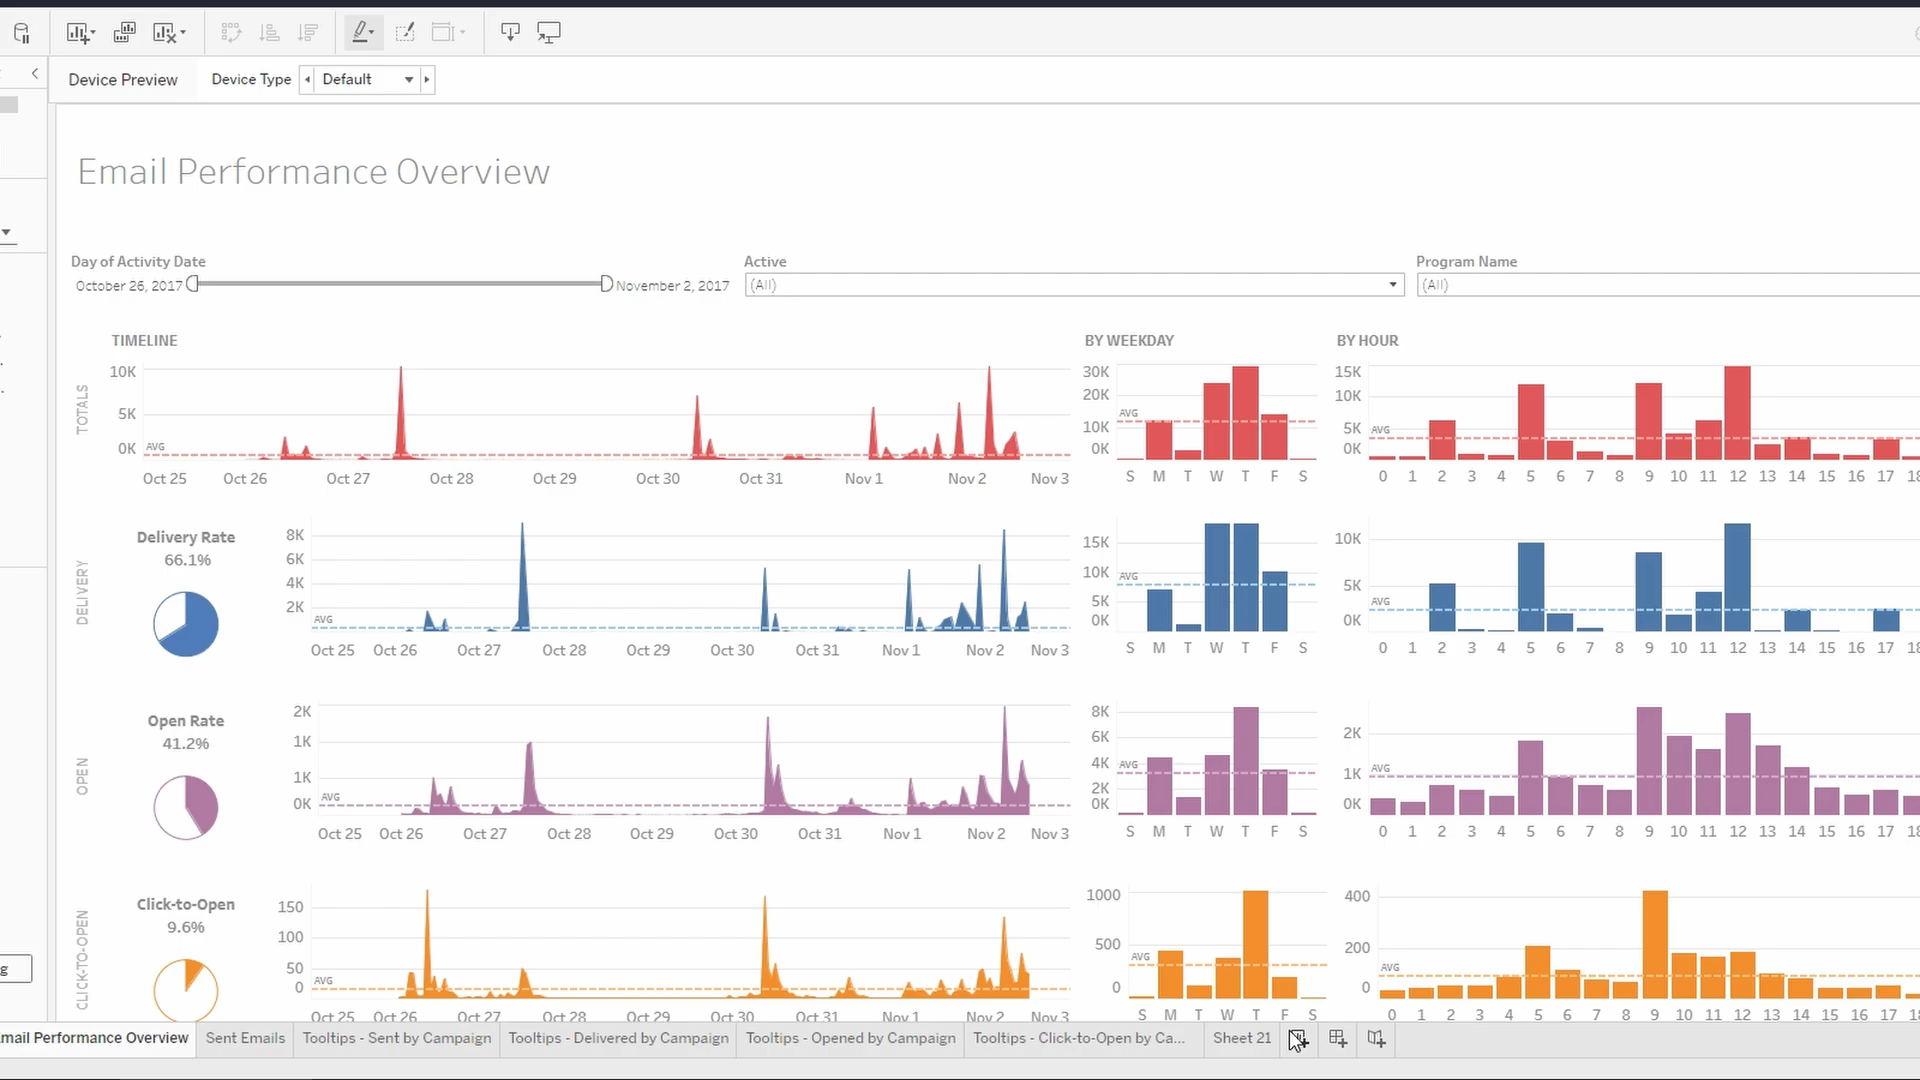 Device Preview Device Type Default
Email Performance Overview
Day of Activity Date Active Program Name
October 26, 2017 November 2, 2017 (All) (All)
TIMELINE BY WEEKDAY BY HOUR
TOTALS
10K
5K
0K
AVG
Oct 25 Oct 26 Oct 27 Oct 28 Oct 29 Oct 30 Oct 31 Nov 1 Nov 2 Nov 3
30K
20K
10K
0K
AVG
S M T W T F S
15K
10K
5K
0K
AVG
0 1 2 3 4 5 6 7 8 9 10 11 12 13 14 15 16 17 18
DELIVERY
Delivery Rate
66.1%
8K
6K
4K
2K
AVG
Oct 25 Oct 26 Oct 27 Oct 28 Oct 29 Oct 30 Oct 31 Nov 1 Nov 2 Nov 3
15K
10K
5K
0K
AVG
S M T W T F S
10K
5K
0K
AVG
0 1 2 3 4 5 6 7 8 9 10 11 12 13 14 15 16 17 18
OPEN
Open Rate
41.2%
2K
1K
1K
0K
AVG
Oct 25 Oct 26 Oct 27 Oct 28 Oct 29 Oct 30 Oct 31 Nov 1 Nov 2 Nov 3
8K
6K
4K
2K
0K
AVG
S M T W T F S
2K
1K
0K
AVG
0 1 2 3 4 5 6 7 8 9 10 11 12 13 14 15 16 17 18
CLICK-TO-OPEN
Click-to-Open
9.6%
150
100
50
0
AVG
Oct 25 Oct 26 Oct 27 Oct 28 Oct 29 Oct 30 Oct 31 Nov 1 Nov 2 Nov 3
1000
500
0
AVG
S M T W T F S
400
200
0
AVG
0 1 2 3 4 5 6 7 8 9 10 11 12 13 14 15 16 17 18
g
mail Performance Overview Sent Emails Tooltips - Sent by Campaign Tooltips - Delivered by Campaign Tooltips - Opened by Campaign Tooltips - Click-to-Open by Ca... Sheet 21